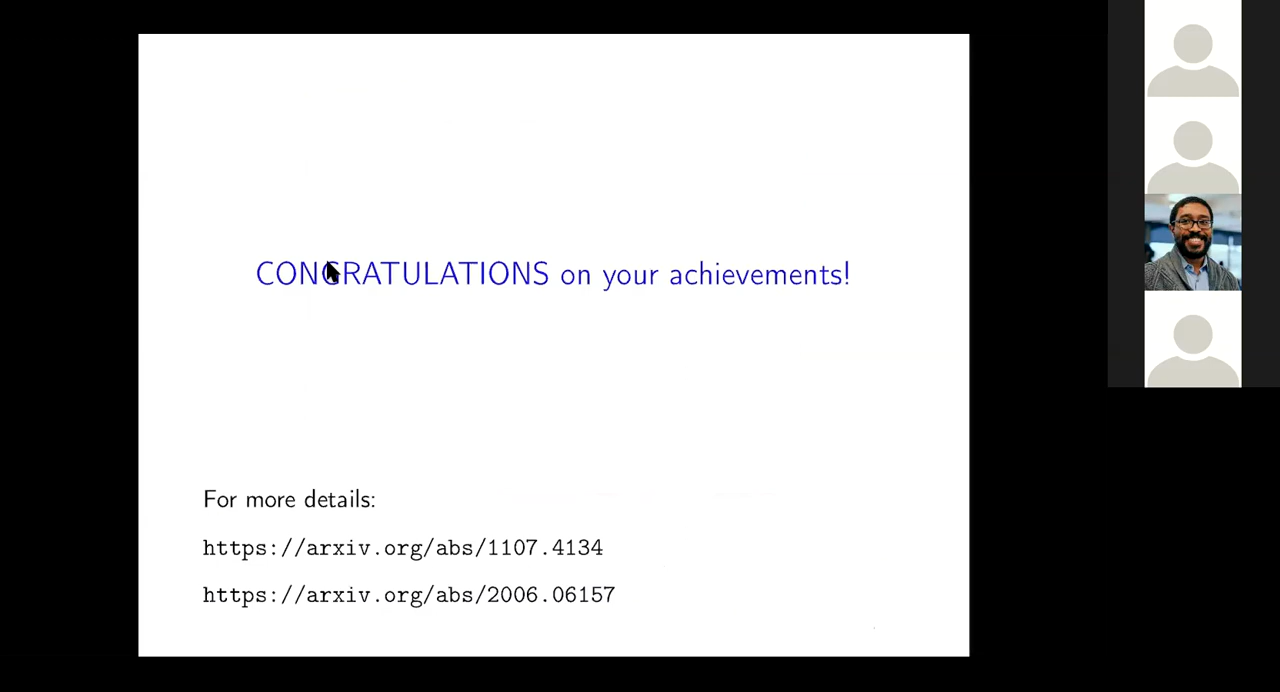 CONGRATULATIONS on your achievements!
For more details:
https://arxiv.org/abs/1107.4134
https://arxiv.org/abs/2006.06157